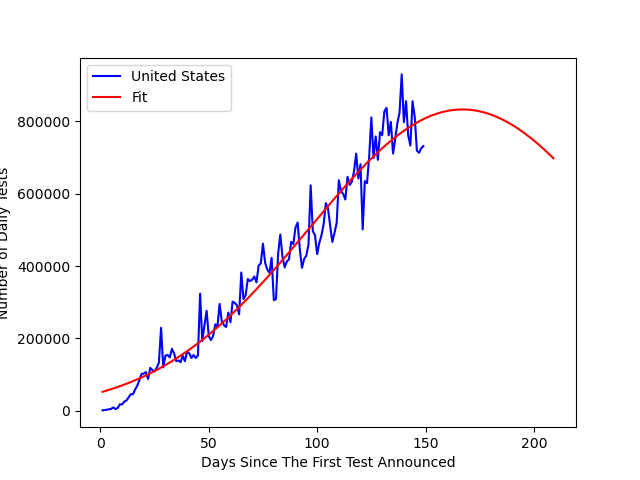 United States
Fit
800000
600000
400000
200000
0
Number of Daily Tests
0 50 100 150 200
Days Since The First Test Announced